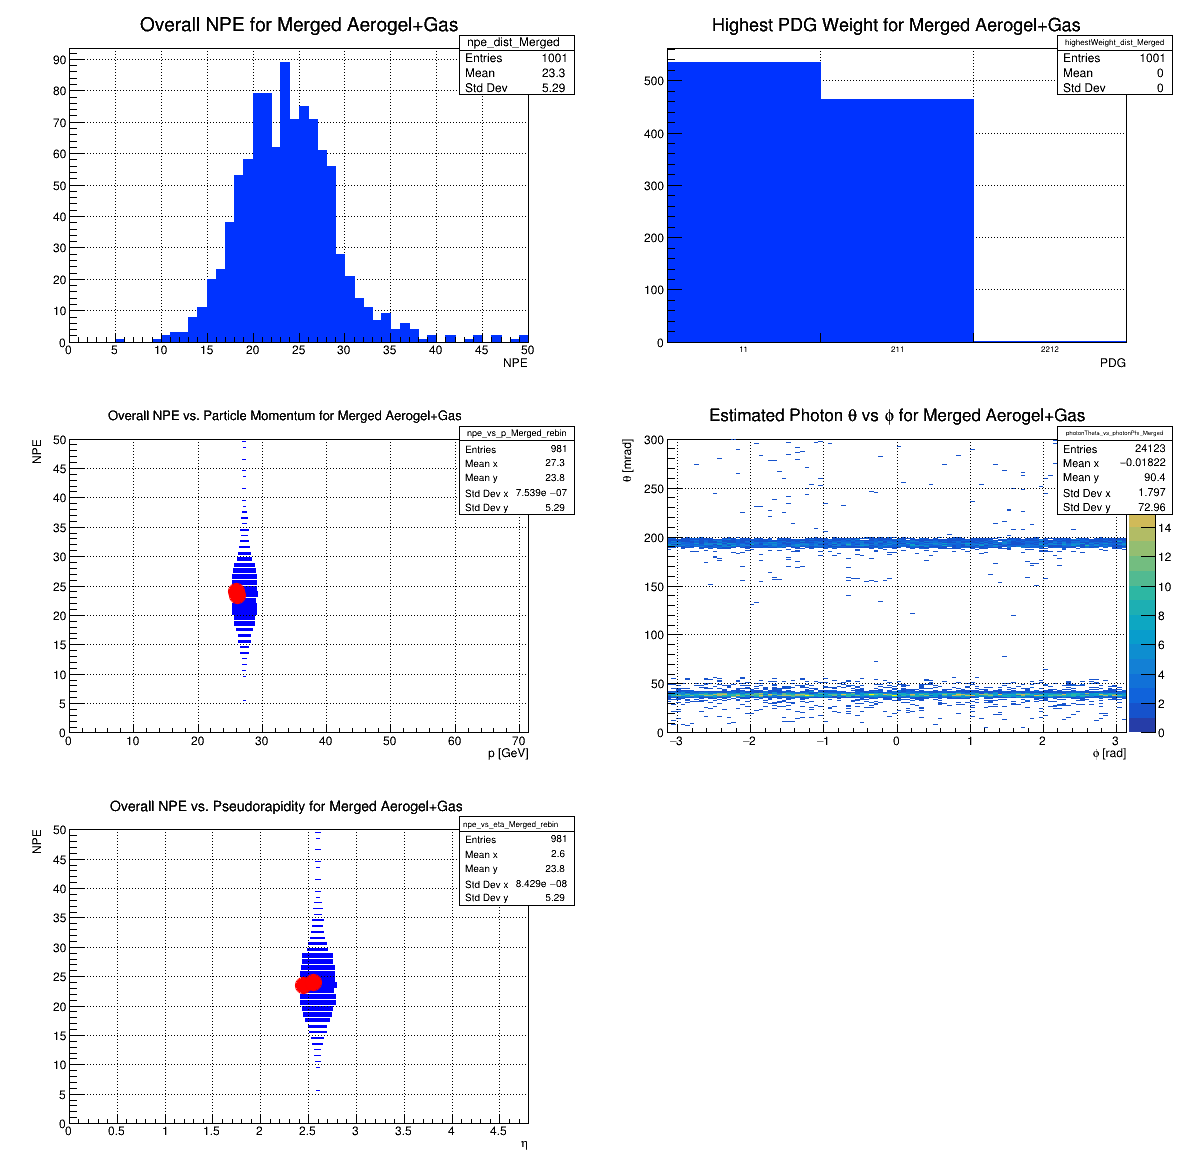 Overall NPE for Merged Aerogel+Gas
npe_dist_Merged
Entries 1001
Mean 23.3
Std Dev 5.29
90
80
70
60
50
40
30
20
10
0
0 5 10 15 20 25 30 35 40 45 50
NPE
Highest PDG Weight for Merged Aerogel+Gas
highestWeight_dist_Merged
Entries 1001
Mean 0
Std Dev 0
500
400
300
200
100
0
11 211 2212
PDG
Overall NPE vs. Particle Momentum for Merged Aerogel+Gas
npe_vs_p_Merged_rebin
Entries 981
Mean x 27.3
Mean y 23.8
Std Dev x 7.539e −07
Std Dev y 5.29
NPE
50
45
40
35
30
25
20
15
10
5
0
0 10 20 30 40 50 60 70
p [GeV]
Estimated Photon θ vs ϕ for Merged Aerogel+Gas
photonTheta_vs_photonPhi_Merged
Entries 24123
Mean x −0.01822
Mean y 90.4
Std Dev x 1.797
Std Dev y 72.96
θ [mrad]
300
250
200
150
100
50
0
−3 −2 −1 0 1 2 3
ϕ [rad]
14
12
10
8
6
4
2
0
Overall NPE vs. Pseudorapidity for Merged Aerogel+Gas
npe_vs_eta_Merged_rebin
Entries 981
Mean x 2.6
Mean y 23.8
Std Dev x 8.429e −08
Std Dev y 5.29
NPE
50
45
40
35
30
25
20
15
10
5
0
0 0.5 1 1.5 2 2.5 3 3.5 4 4.5
η